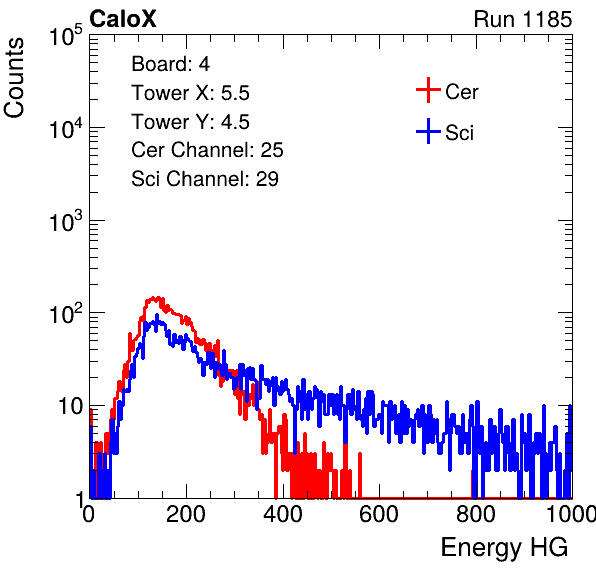 CaloX Run 1185
Counts
10^5
10^4
10^3
10^2
10
1
Board: 4
Tower X: 5.5
Tower Y: 4.5
Cer Channel: 25
Sci Channel: 29
Cer
Sci
0 200 400 600 800 1000
Energy HG